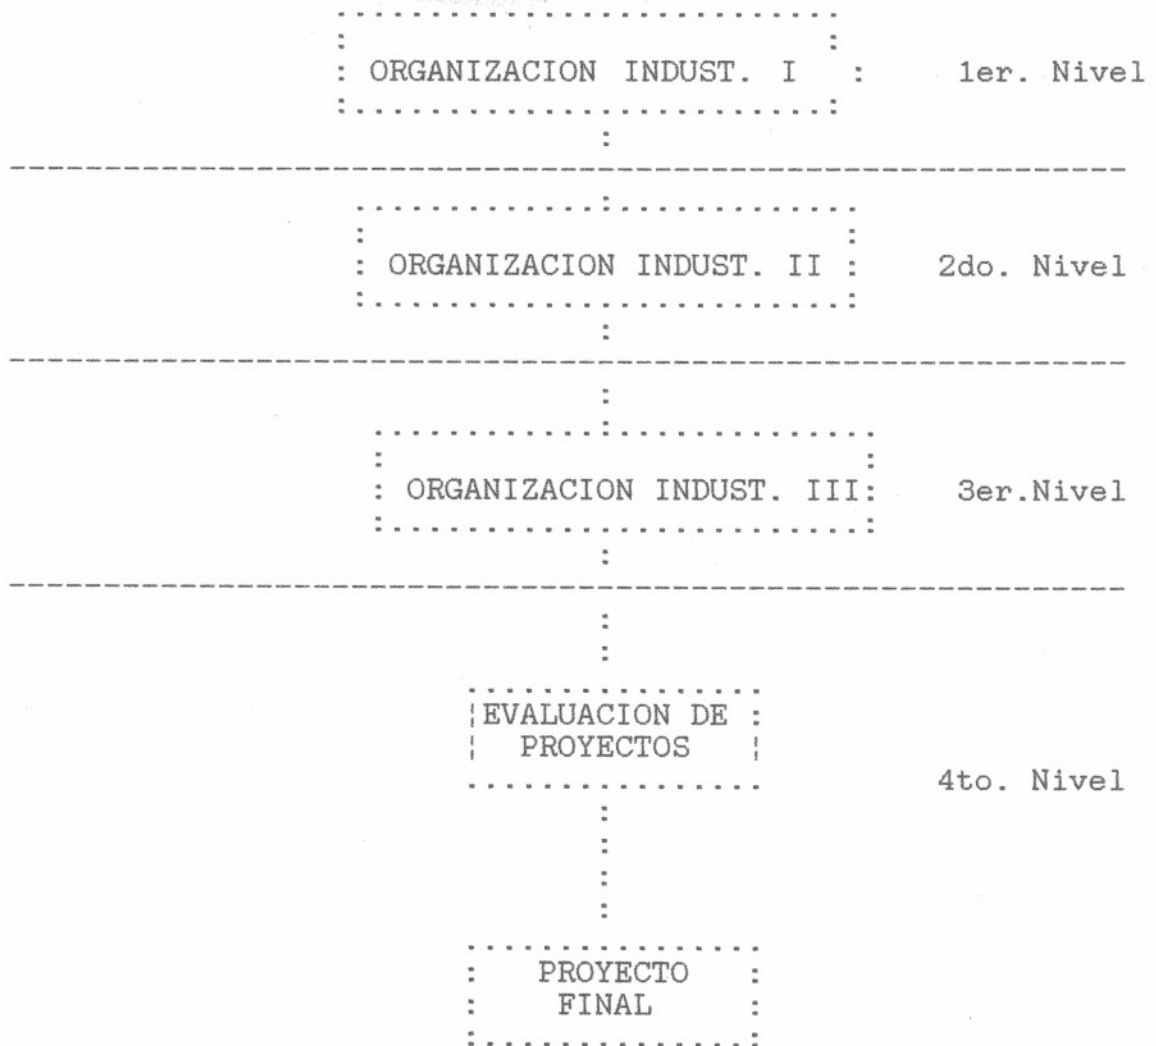 ORGANIZACION INDUST. I 1er. Nivel
ORGANIZACION INDUST. II 2do. Nivel
ORGANIZACION INDUST. III 3er.Nivel
EVALUACION DE
PROYECTOS
4to. Nivel
PROYECTO
FINAL